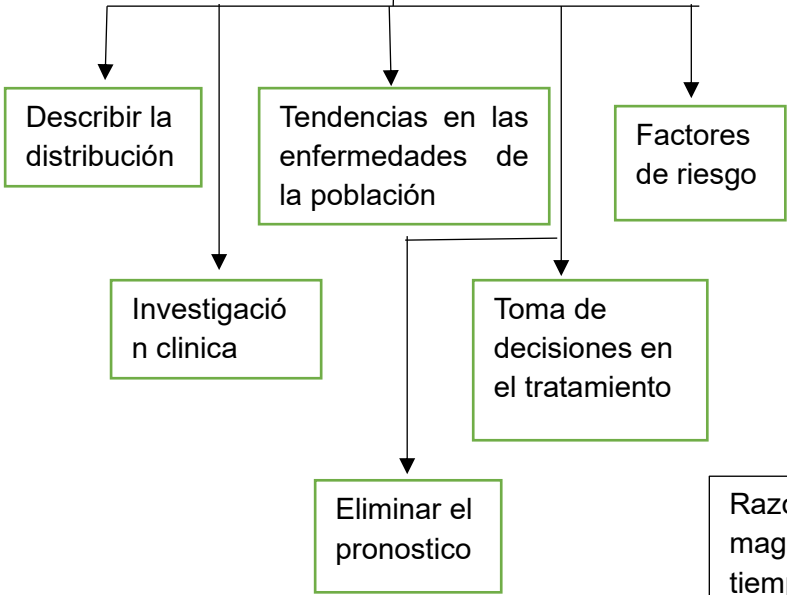 Describir la
distribución
Tendencias en las
enfermedades de
la población
Factores
de riesgo
Investigació
n clinica
Toma de
decisiones en
el tratamiento
Eliminar el
pronostico